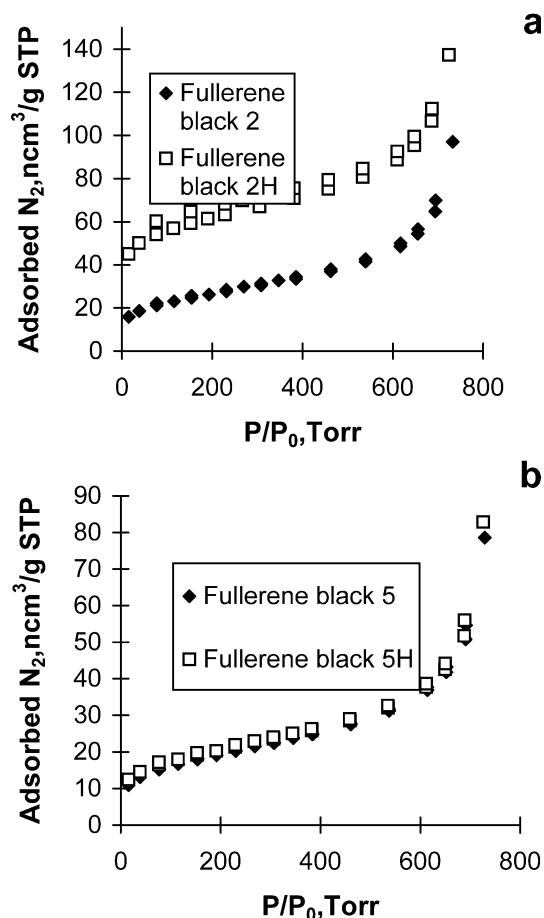 a
140
120
100
80
60
40
20
0
Fullerene
black 2
Fullerene
black 2H
0 200 400 600 800
Adsorbed N₂,ncm³/g STP
P/P₀,Torr
b
90
80
70
60
50
40
30
20
10
0
Fullerene black 5
Fullerene black 5H
0 200 400 600 800
Adsorbed N₂,ncm³/g STP
P/P₀,Torr